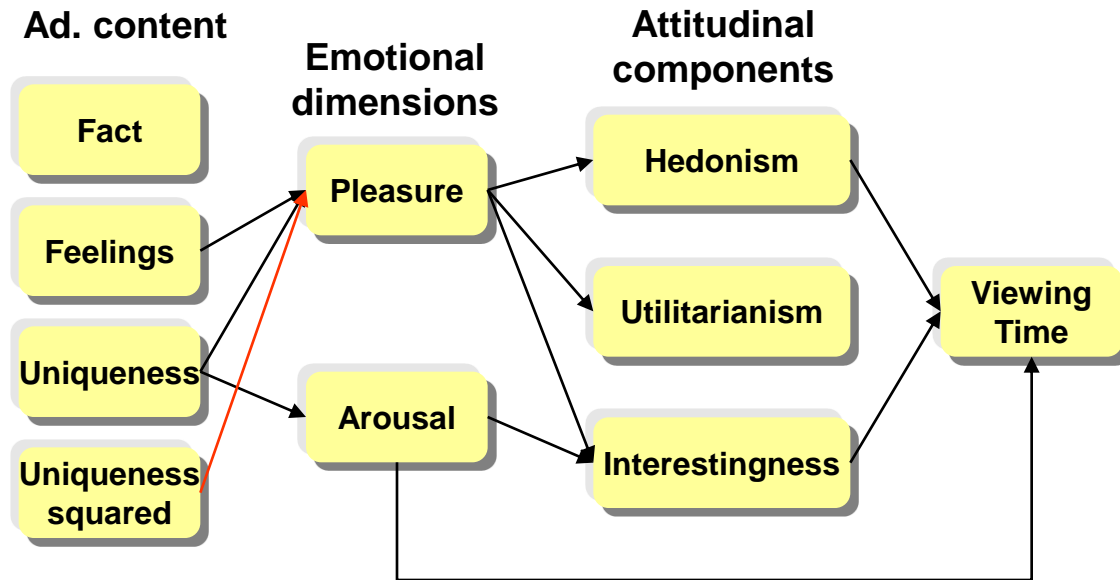 Ad. content
Fact
Feelings
Uniqueness
Uniqueness
squared
Emotional
dimensions
Pleasure
Arousal
Attitudinal
components
Hedonism
Utilitarianism
Interestingness
Viewing
Time